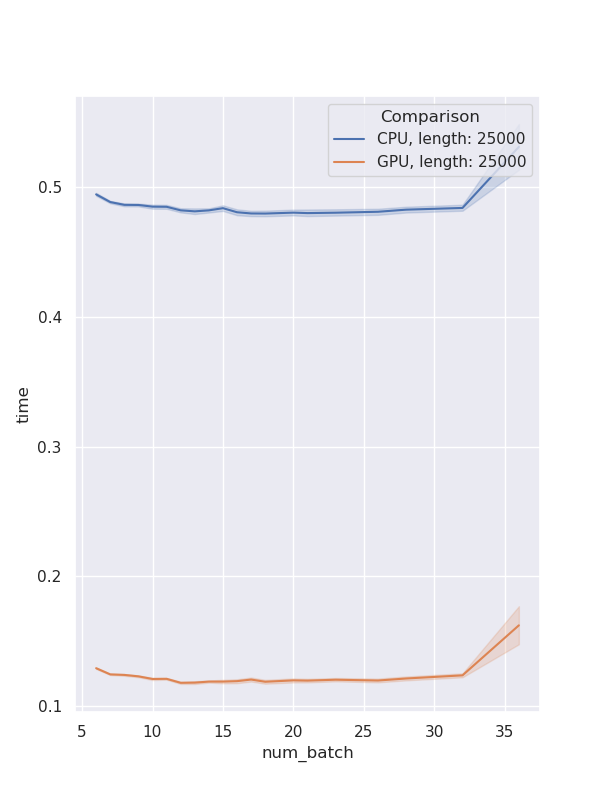 Comparison
CPU, length: 25000
GPU, length: 25000
0.5
0.4
0.3
0.2
0.1
time
5 10 15 20 25 30 35
num_batch